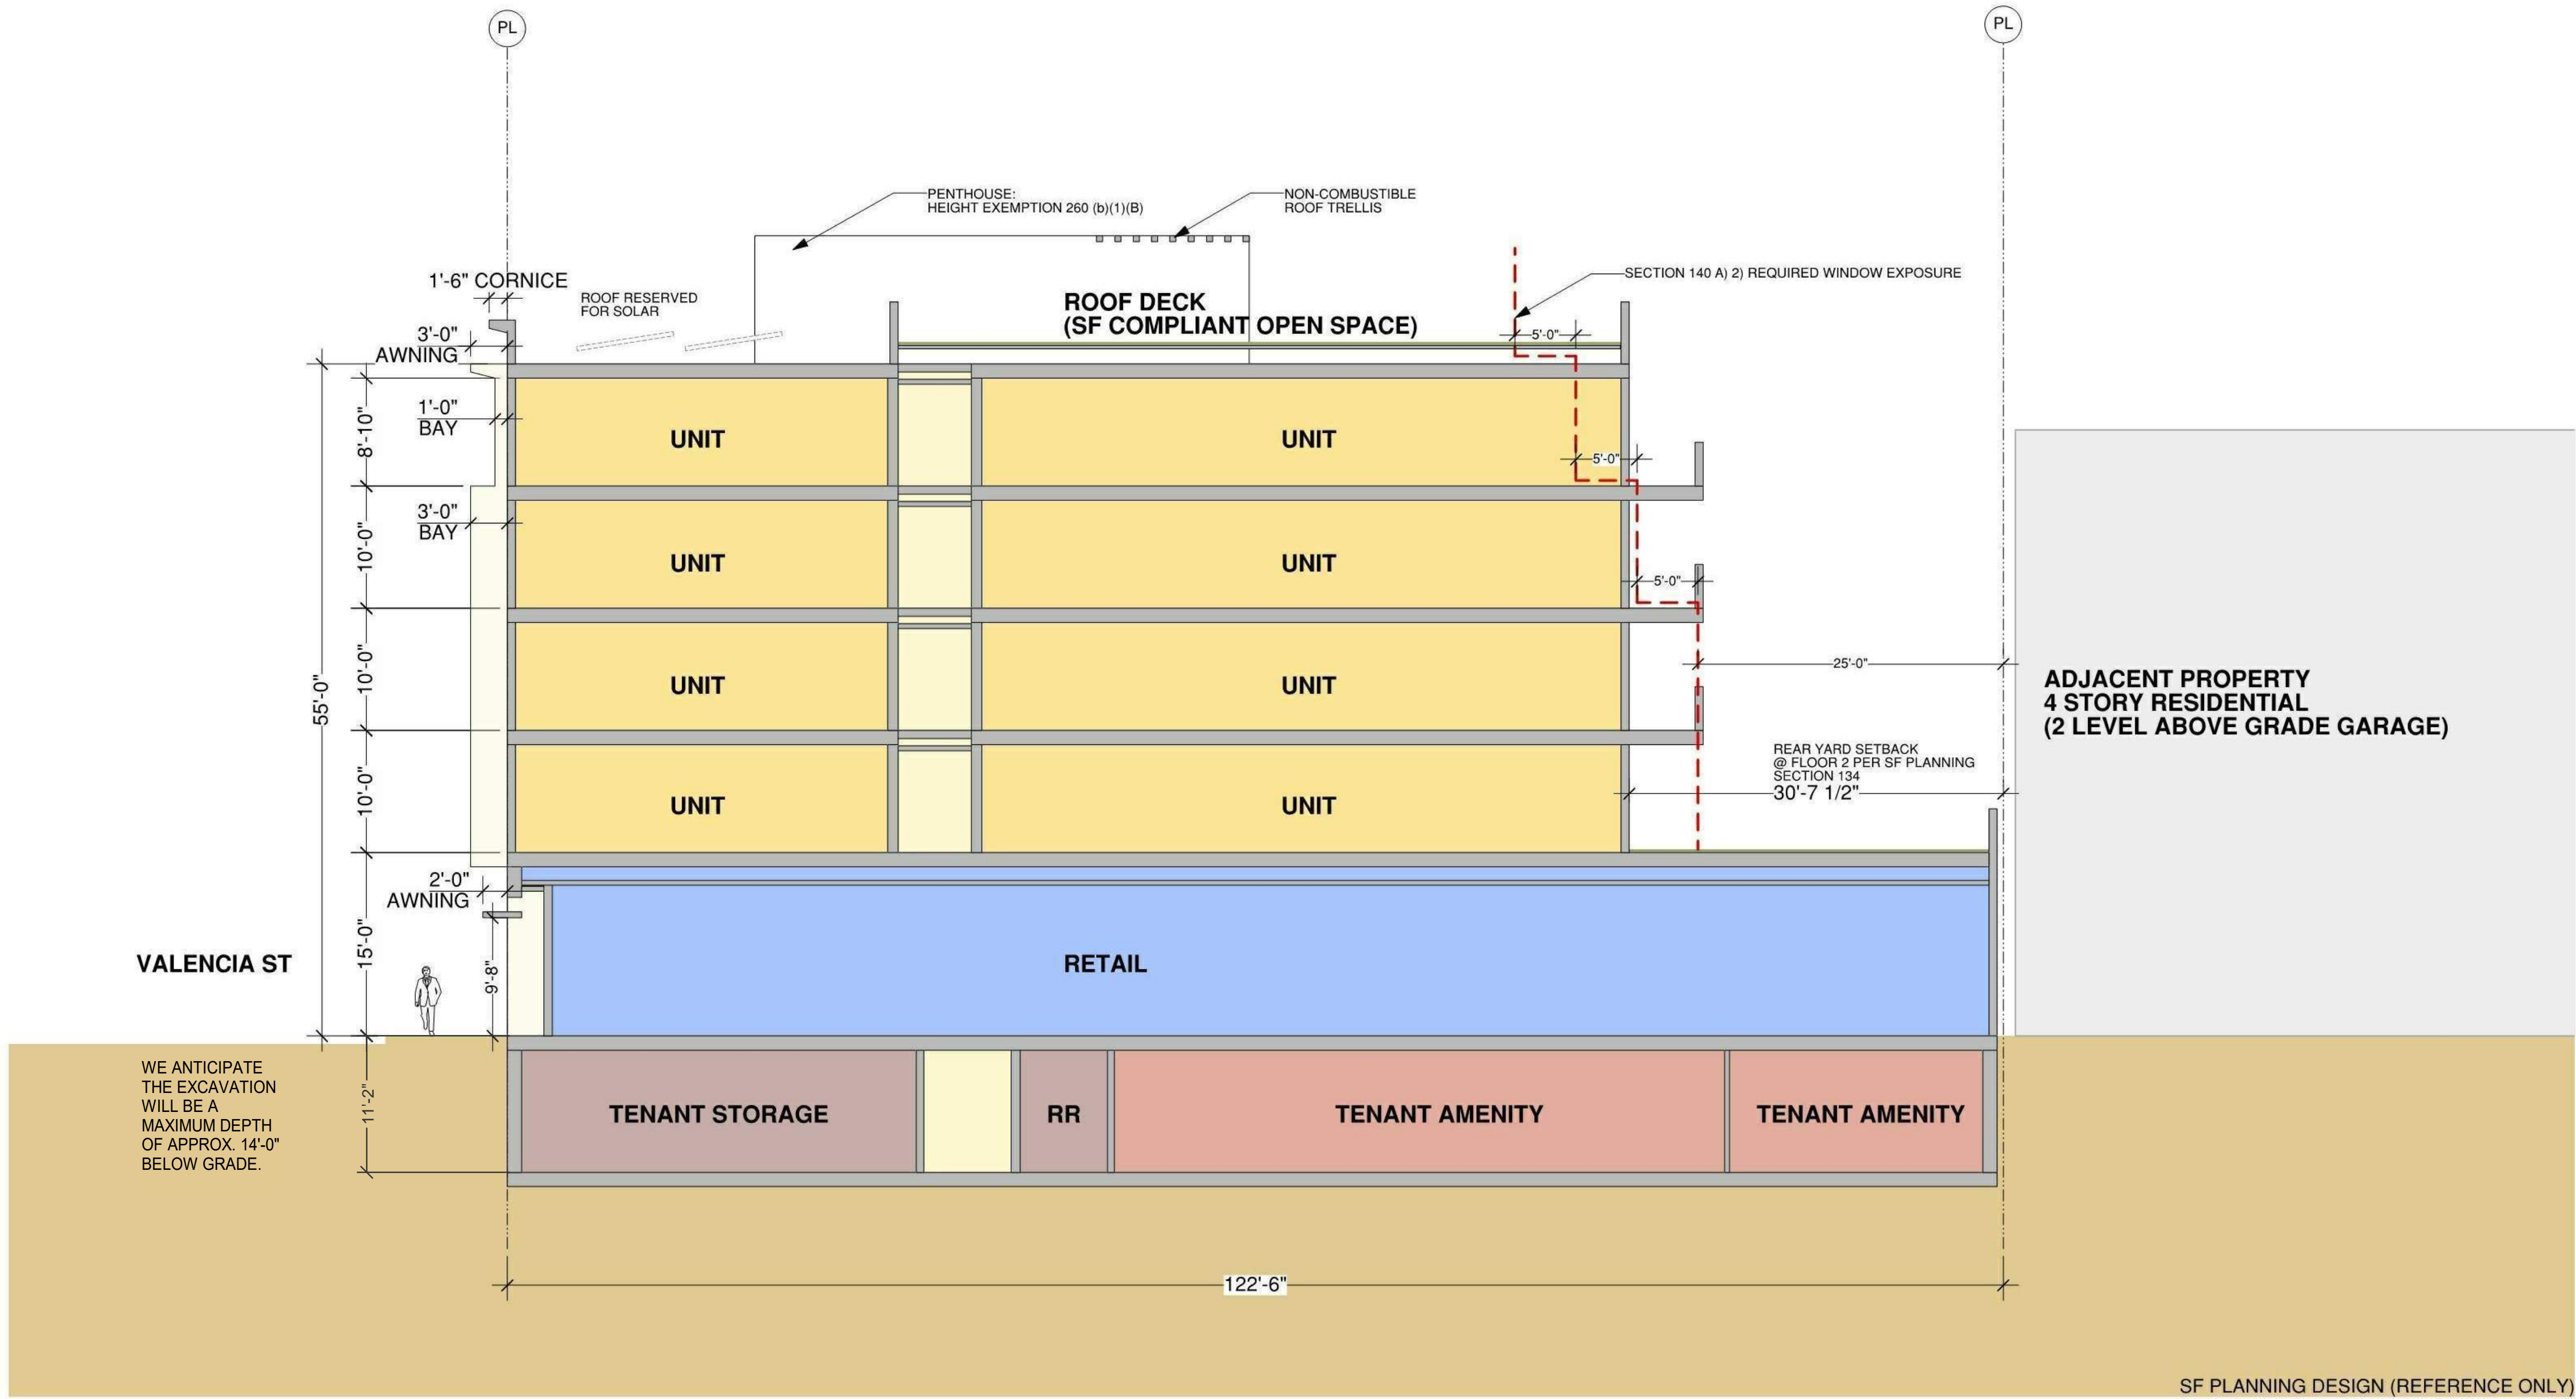 PL
PL
PENTHOUSE:
HEIGHT EXEMPTION 260 (b)(1)(B)
NON-COMBUSTIBLE
ROOF TRELLIS
1'-6" CORNICE
ROOF RESERVED
FOR SOLAR
SECTION 140 A) 2) REQUIRED WINDOW EXPOSURE
ROOF DECK
(SF COMPLIANT OPEN SPACE)
3'-0"
AWNING
5'-0"
1'-0"
BAY
8'-10"
UNIT
UNIT
5'-0"
3'-0"
BAY
10'-0"
UNIT
UNIT
5'-0"
55'-0"
10'-0"
UNIT
UNIT
25'-0"
ADJACENT PROPERTY
4 STORY RESIDENTIAL
(2 LEVEL ABOVE GRADE GARAGE)
REAR YARD SETBACK
@ FLOOR 2 PER SF PLANNING
SECTION 134
30'-7 1/2"
10'-0"
UNIT
UNIT
2'-0"
AWNING
15'-0"
VALENCIA ST
9'-8"
RETAIL
WE ANTICIPATE
THE EXCAVATION
WILL BE A
MAXIMUM DEPTH
OF APPROX. 14'-0"
BELOW GRADE.
11'-2"
TENANT STORAGE
RR
TENANT AMENITY
TENANT AMENITY
122'-6"
SF PLANNING DESIGN (REFERENCE ONLY)